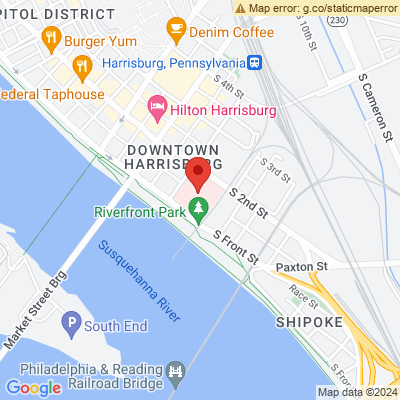 Map error: g.co/staticmaperror
PITOL DISTRICT
Denim Coffee
230
S 10th St
Burger Yum
Harrisburg, Pennsylvania
S Cameron St
S 4th St
Federal Taphouse
Hilton Harrisburg
DOWNTOWN
HARRISBURG
S 3rd St
S 2nd St
Riverfront Park
S Front St
Susquehanna River
Paxton St
Market Street Brg
Race St
South End
SHIPOKE
S Fro
Philadelphia & Reading
Railroad Bridge
Google
Map data ©2024